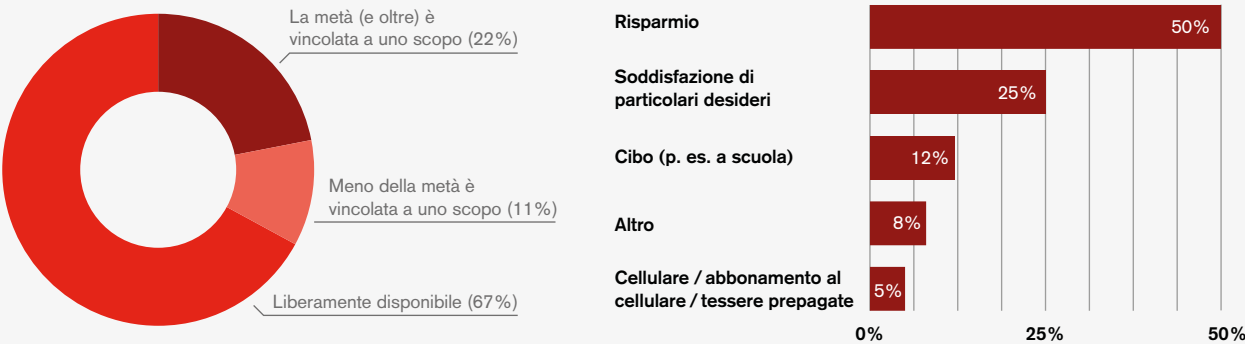 La metà (e oltre) è
vincolata a uno scopo (22%)
Meno della metà è
vincolata a uno scopo (11%)
Liberamente disponibile (67%)
Risparmio
50%
Soddisfazione di
particolari desideri
25%
Cibo (p. es. a scuola)
12%
Altro
8%
Cellulare / abbonamento al
cellulare / tessere prepagate
5%
0%
25%
50%